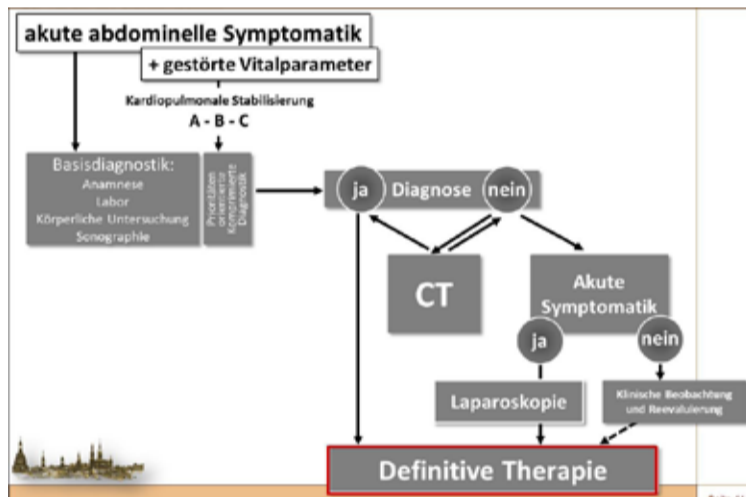 akute abdominelle Symptomatik
+ gestörte Vitalparameter
Kardiopulmonale Stabilisierung
A - B - C
Basisdiagnostik:
Anamnese
Labor
Körperliche Untersuchung
Sonographie
Prioritäten
orientierte
Komprimierte
Diagnostik
ja
Diagnose
nein
CT
Akute
Symptomatik
ja
nein
Laparoskopie
Klinische Beobachtung
und Reevaluierung
Definitive Therapie